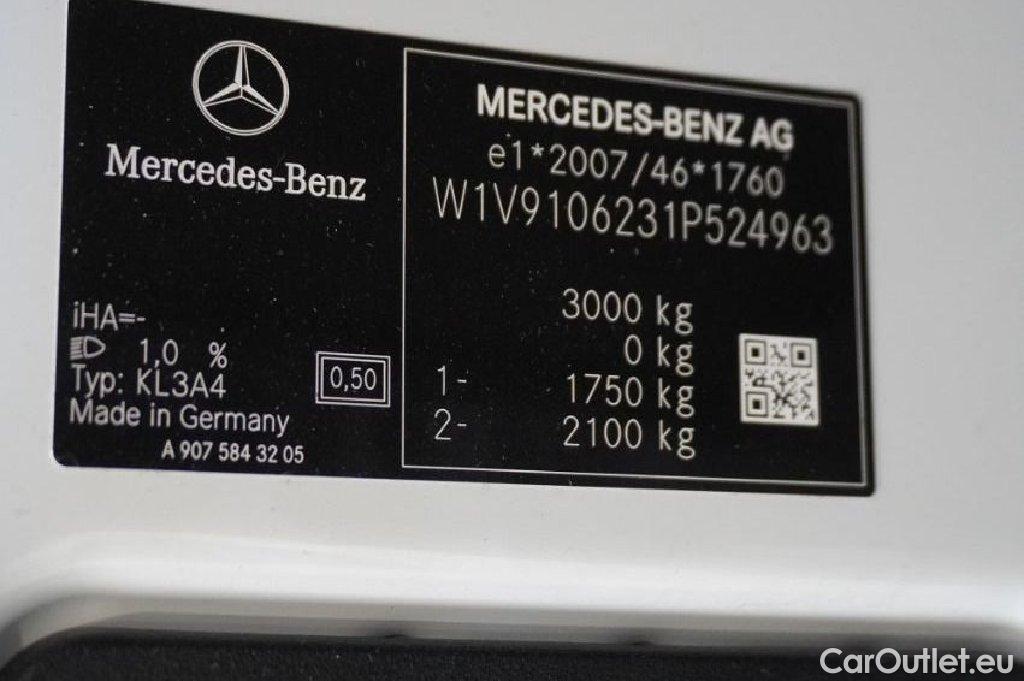 Mercedes-Benz
iHA=-
1,0 %
Typ: KL3A4
Made in Germany
A 907 584 32 05
0,50
MERCEDES-BENZ AG
e1*2007/46*1760
W1V9106231P524963
3000 kg
0 kg
1- 1750 kg
2- 2100 kg
CarOutlet.eu